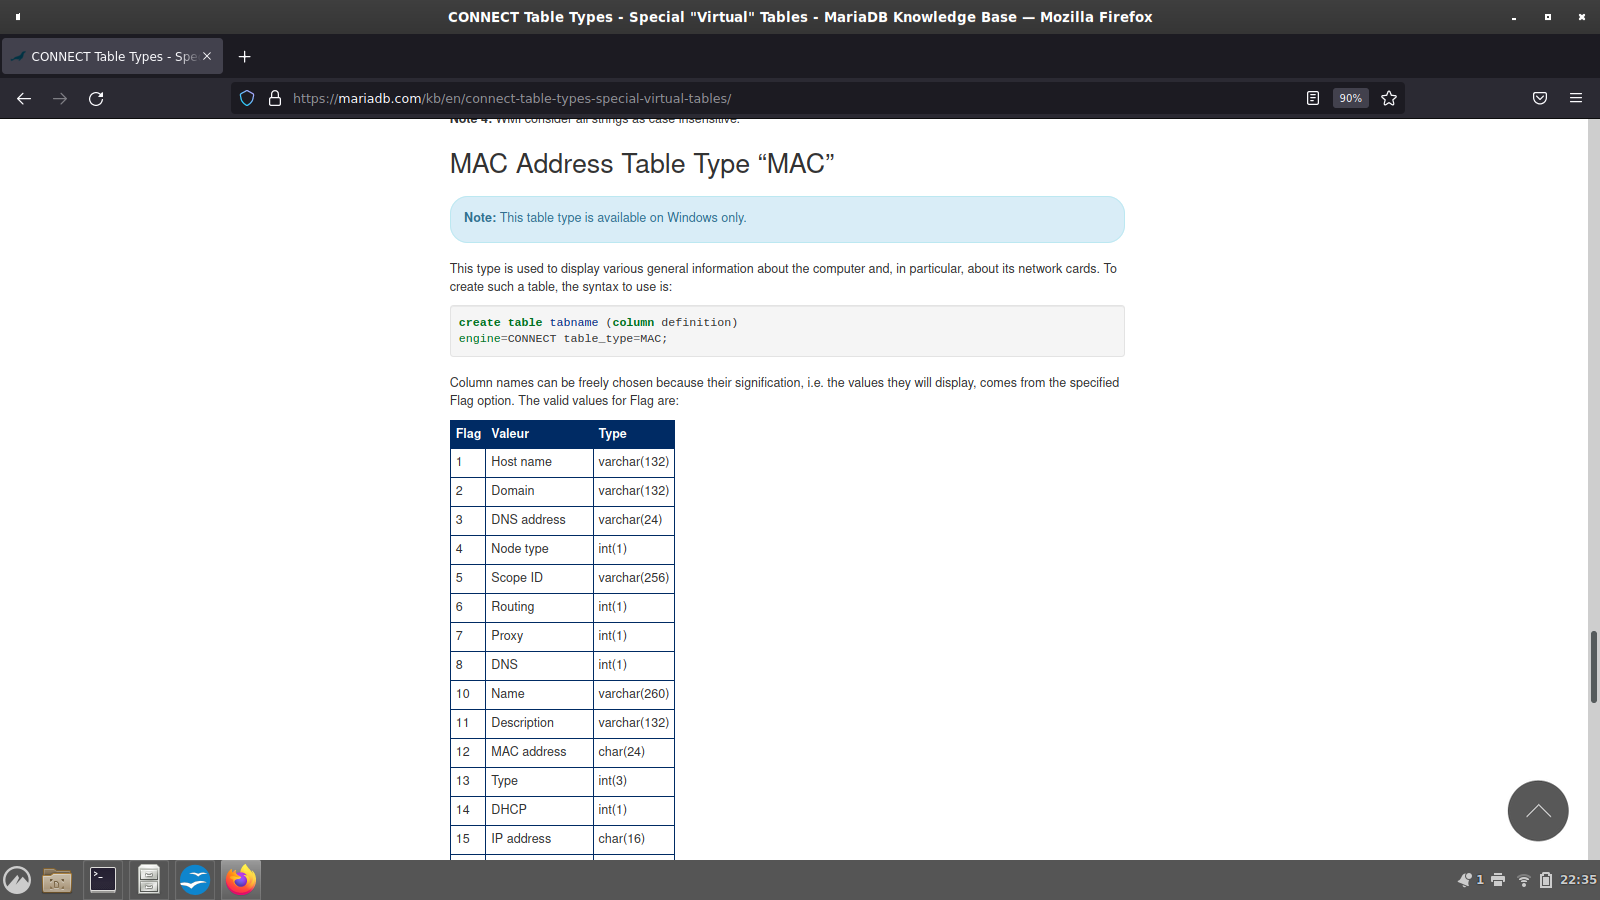 CONNECT Table Types - Special "Virtual" Tables - MariaDB Knowledge Base — Mozilla Firefox
CONNECT Table Types - Spe
https://mariadb.com/kb/en/connect-table-types-special-virtual-tables/
90%
Note 4: WMI consider all strings as case insensitive.
MAC Address Table Type “MAC”
Note: This table type is available on Windows only.
This type is used to display various general information about the computer and, in particular, about its network cards. To
create such a table, the syntax to use is:
create table tabname (column definition)
engine=CONNECT table_type=MAC;
Column names can be freely chosen because their signification, i.e. the values they will display, comes from the specified
Flag option. The valid values for Flag are:
Flag Valeur Type
1 Host name varchar(132)
2 Domain varchar(132)
3 DNS address varchar(24)
4 Node type int(1)
5 Scope ID varchar(256)
6 Routing int(1)
7 Proxy int(1)
8 DNS int(1)
10 Name varchar(260)
11 Description varchar(132)
12 MAC address char(24)
13 Type int(3)
14 DHCP int(1)
15 IP address char(16)
1
22:35